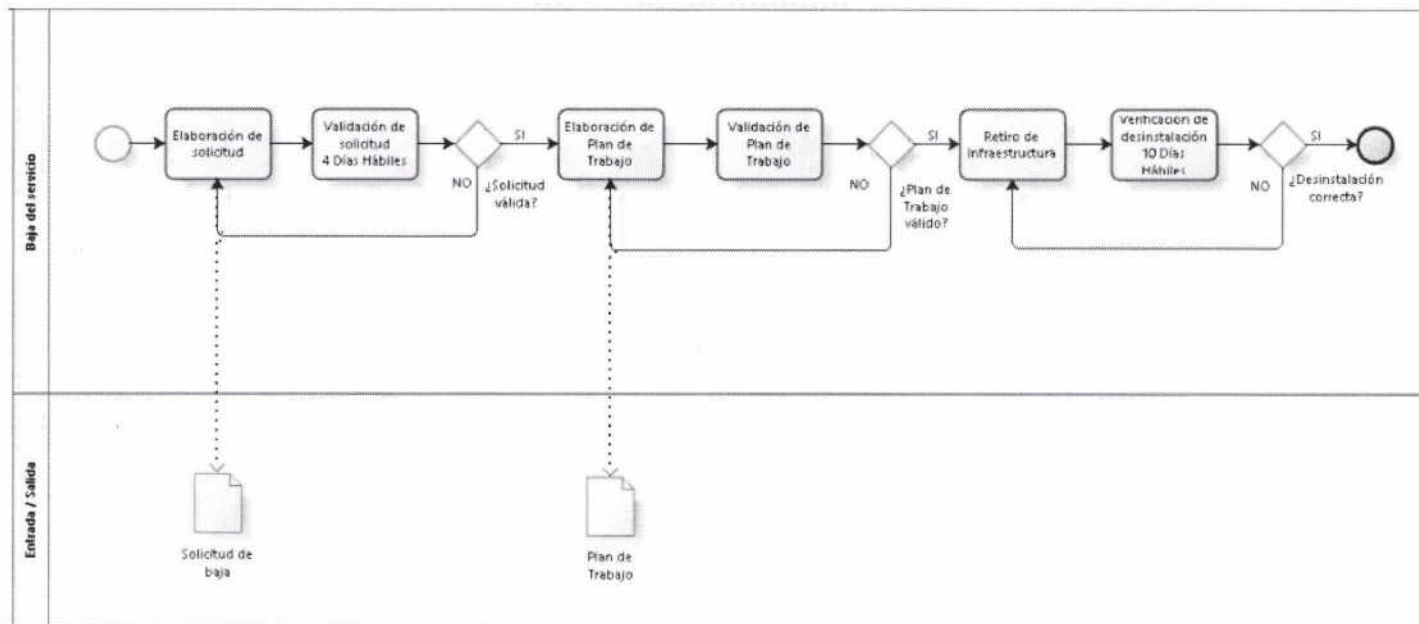 Baja del servicio
Elaboración de
solicitud
Validación de
solicitud
4 Días Hábiles
SI
NO
¿Solicitud
válida?
Elaboración de
Plan de
Trabajo
Validación de
Plan de
Trabajo
SI
NO
¿Plan de
Trabajo
válido?
Retiro de
Infraestructura
Verificación de
desinstalación
10 Días
Hábiles
SI
NO
¿Desinstalación
correcta?
Entrada / Salida
Solicitud de
baja
Plan de
Trabajo